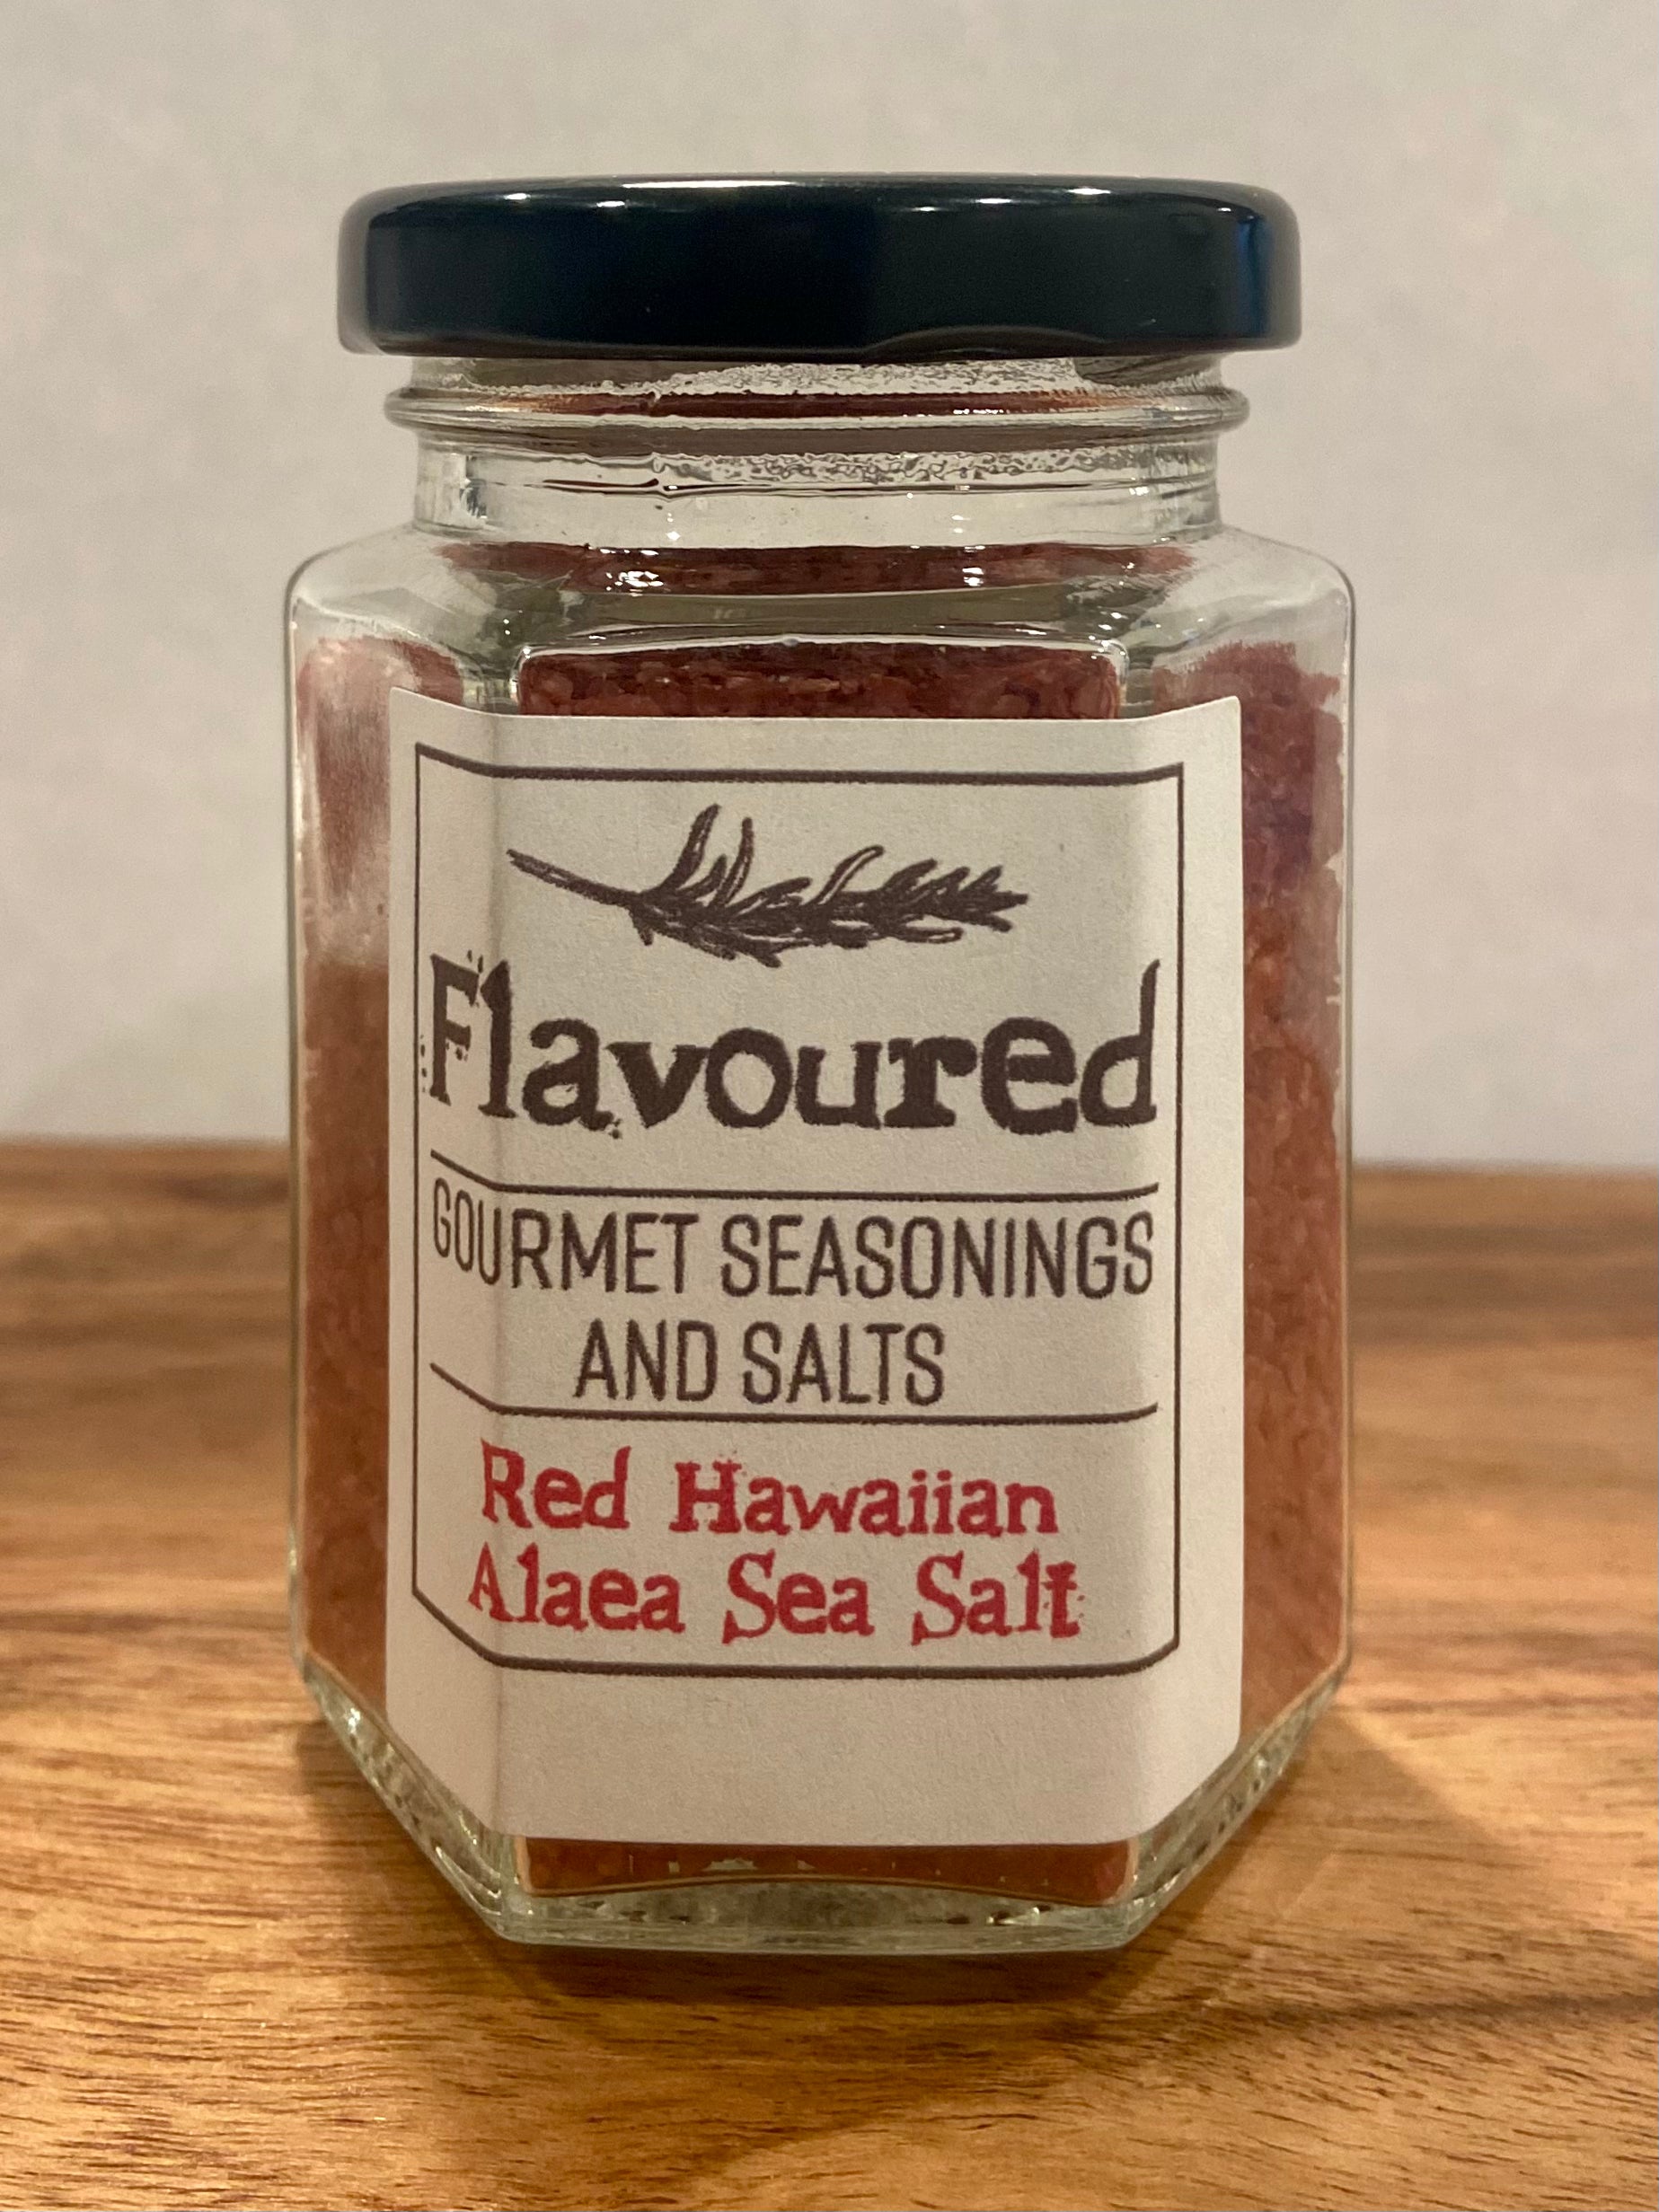 Flavoured
GOURMET SEASONINGS
AND SALTS
Red Hawaiian
Alaea Sea Salt